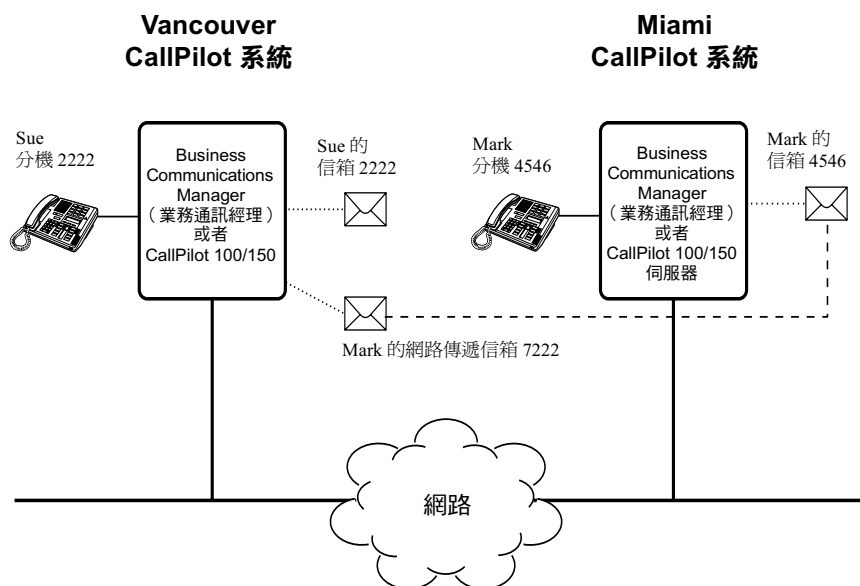 Vancouver
CallPilot 系統
Miami
CallPilot 系統
Sue
分機 2222
Business
Communications
Manager
（業務通訊經理）
或者
CallPilot 100/150
Sue 的
信箱 2222
Mark 的網路傳遞信箱 7222
Mark
分機 4546
Business
Communications
Manager
（業務通訊經理）
或者
CallPilot 100/150
伺服器
Mark 的
信箱 4546
網路